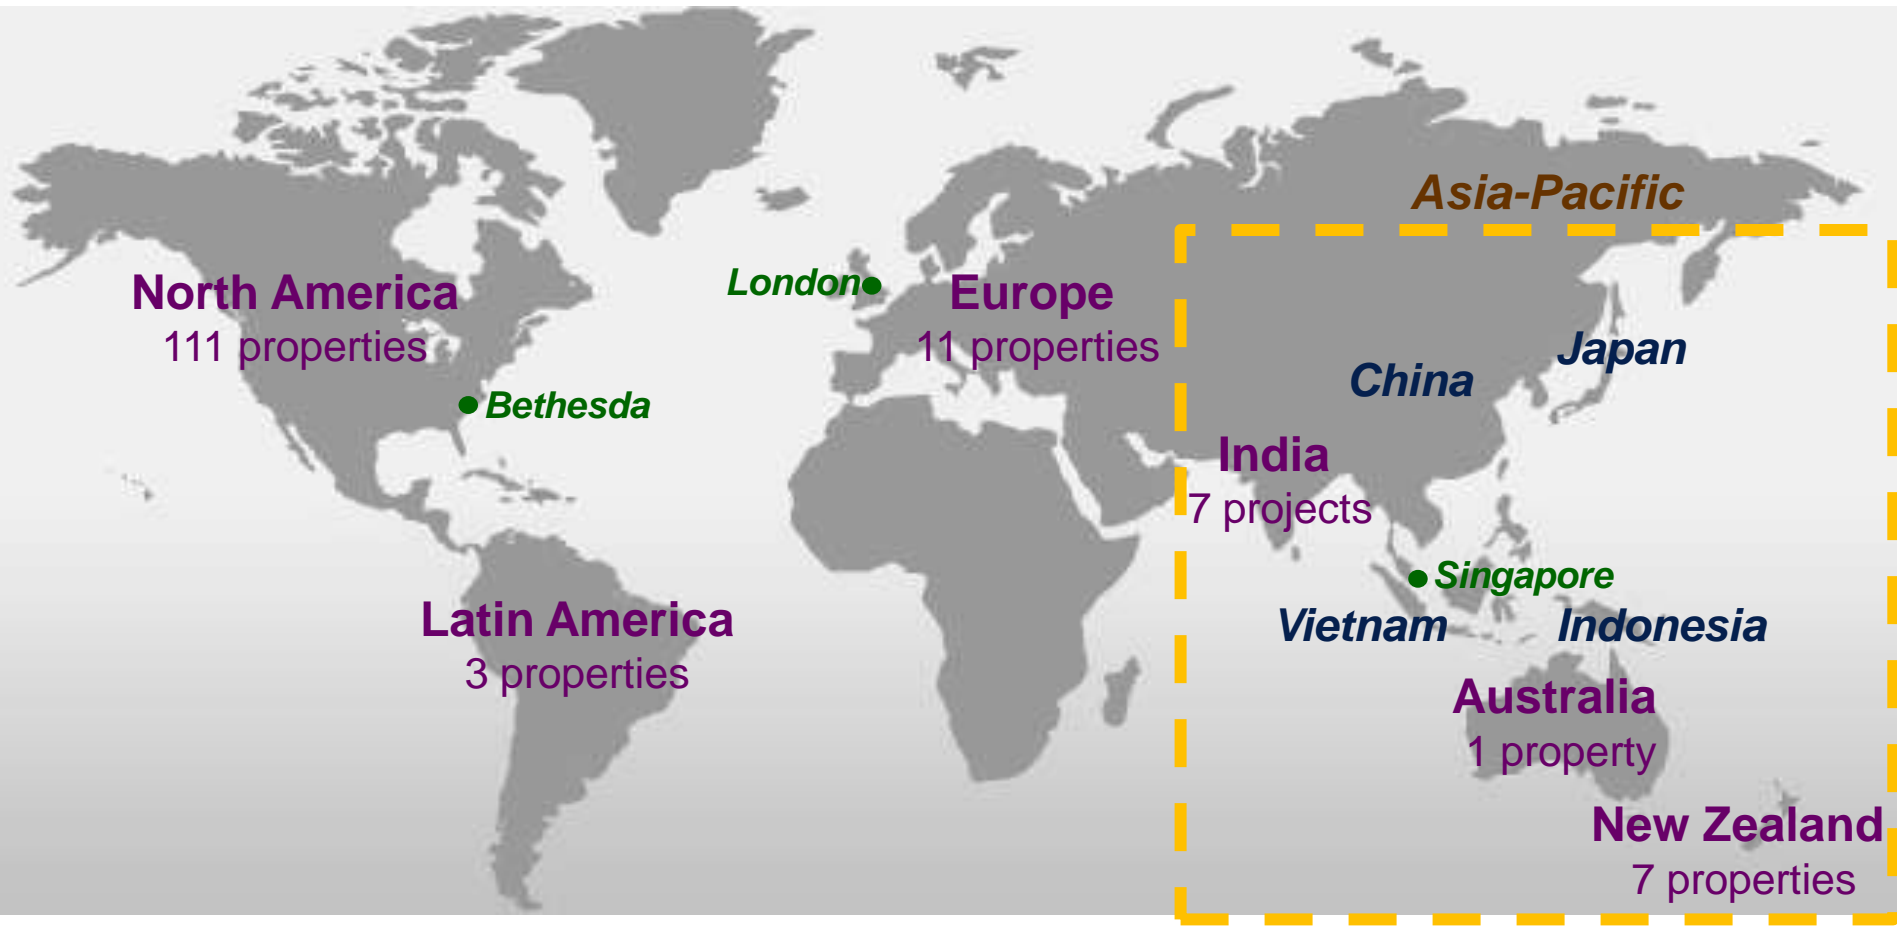 Asia-Pacific
North America
111 properties
London
Europe
11 properties
Japan
China
Bethesda
India
7 projects
Singapore
Latin America
3 properties
Vietnam
Indonesia
Australia
1 property
New Zealand
7 properties